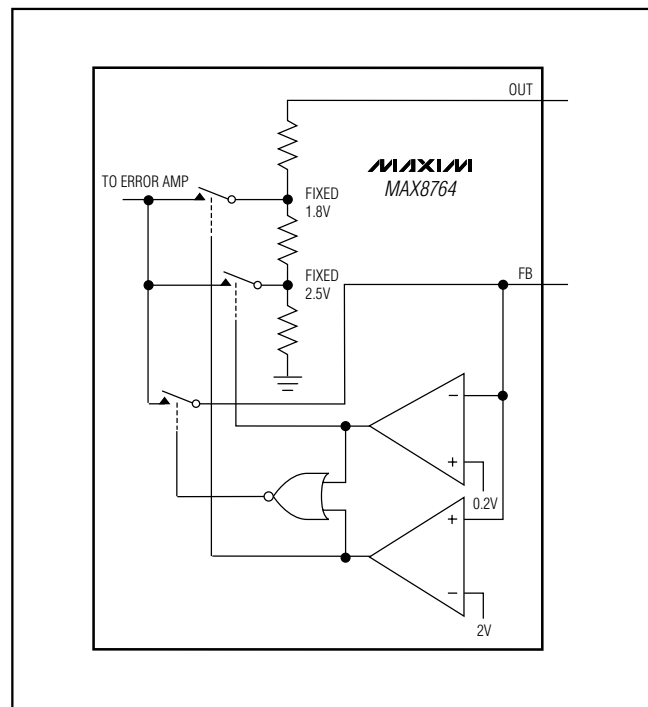 OUT
MAXIM
MAX8764
TO ERROR AMP
FIXED
1.8V
FIXED
2.5V
FB
−
+
0.2V
+
−
2V